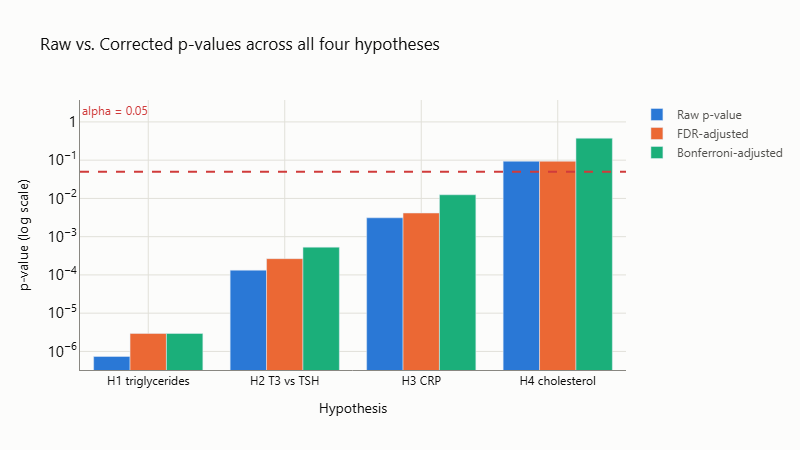 Raw vs. Corrected p-values across all four hypotheses
alpha = 0.05
Raw p-value
FDR-adjusted
Bonferroni-adjusted
p-value (log scale)
1
10⁻¹
10⁻²
10⁻³
10⁻⁴
10⁻⁵
10⁻⁶
H1 triglycerides
H2 T3 vs TSH
H3 CRP
H4 cholesterol
Hypothesis